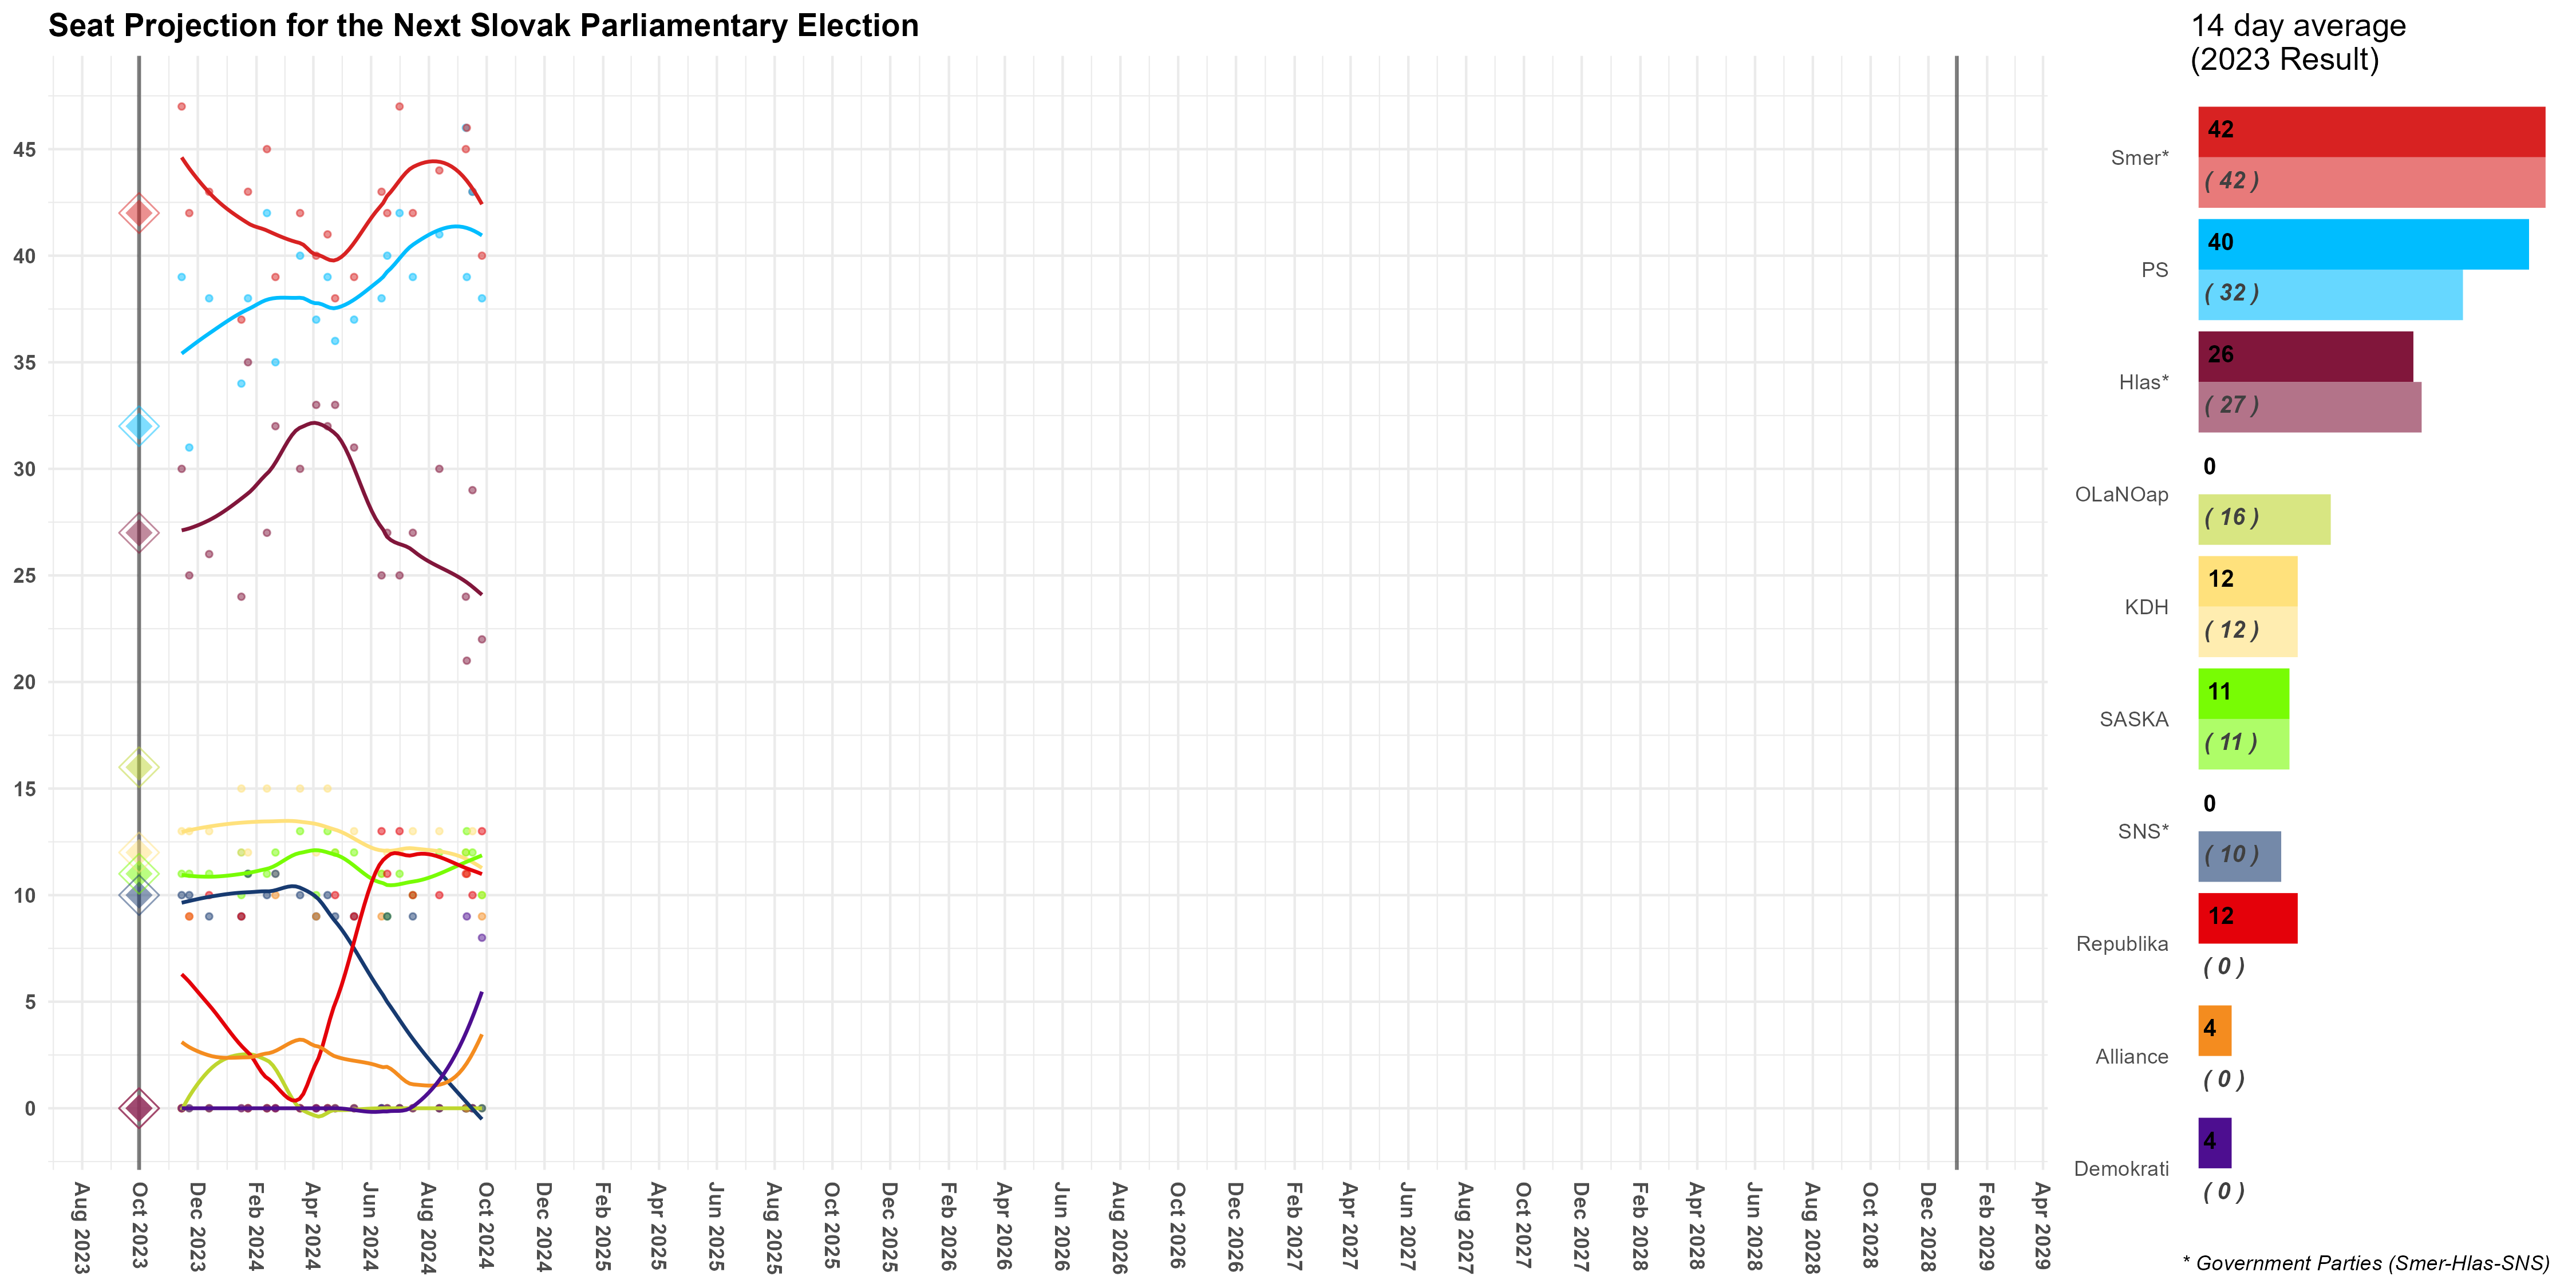 Seat Projection for the Next Slovak Parliamentary Election
14 day average
(2023 Result)
45
40
35
30
25
20
15
10
5
0
Aug 2023
Oct 2023
Dec 2023
Feb 2024
Apr 2024
Jun 2024
Aug 2024
Oct 2024
Dec 2024
Feb 2025
Apr 2025
Jun 2025
Aug 2025
Oct 2025
Dec 2025
Feb 2026
Apr 2026
Jun 2026
Aug 2026
Oct 2026
Dec 2026
Feb 2027
Apr 2027
Jun 2027
Aug 2027
Oct 2027
Dec 2027
Feb 2028
Apr 2028
Jun 2028
Aug 2028
Oct 2028
Dec 2028
Feb 2029
Apr 2029
Smer*
42
( 42 )
PS
40
( 32 )
Hlas*
26
( 27 )
OLaNOap
0
( 16 )
KDH
12
( 12 )
SASKA
11
( 11 )
SNS*
0
( 10 )
Republika
12
( 0 )
Alliance
4
( 0 )
Demokrati
4
( 0 )
* Government Parties (Smer-Hlas-SNS)